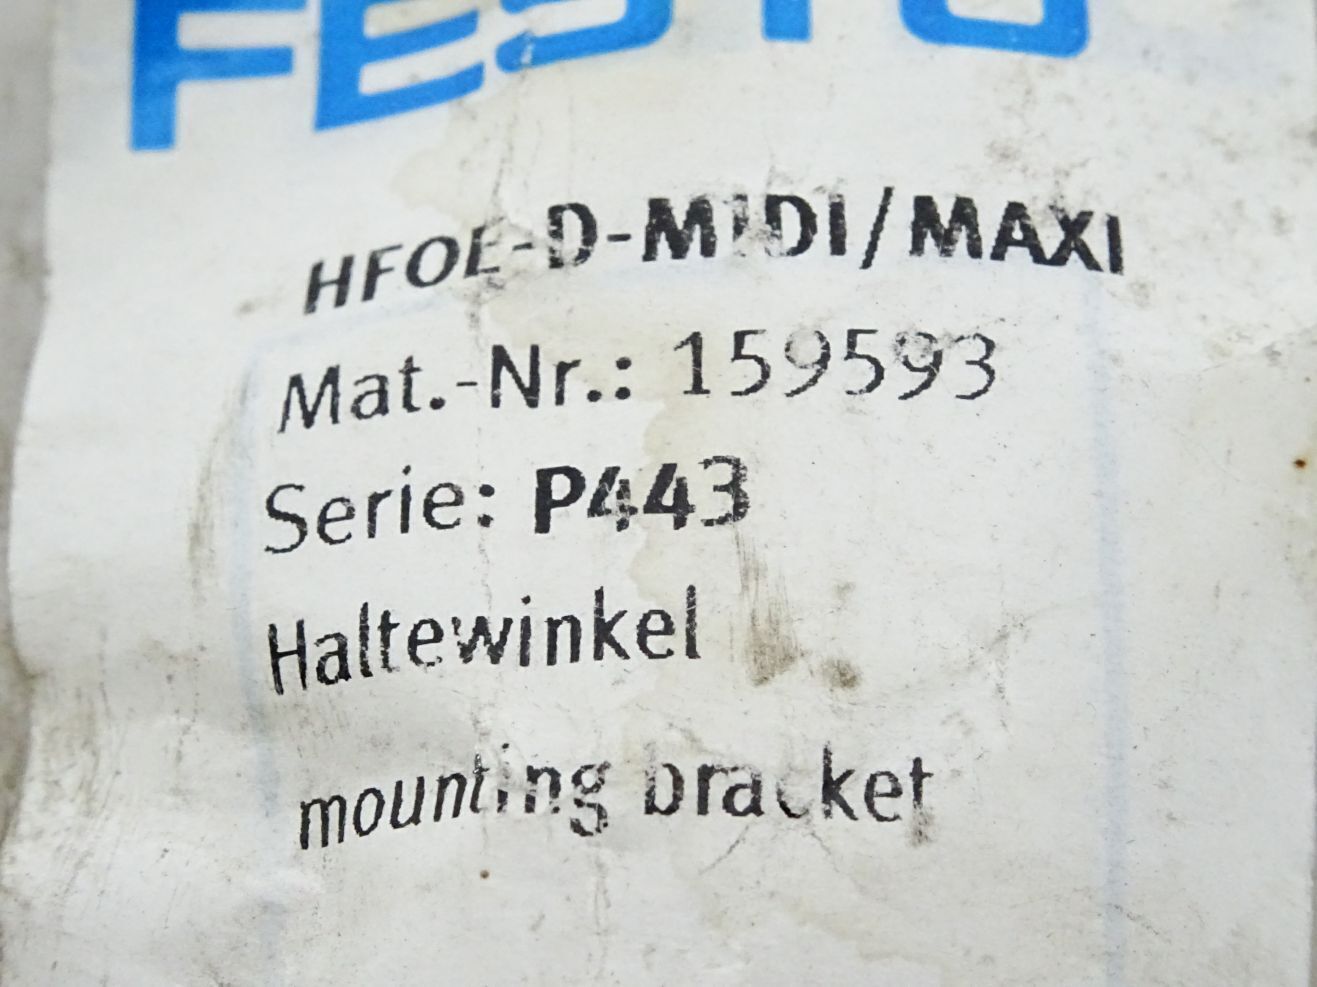 FESTO
HFOE-D-MIDI/MAXI
Mat.-Nr.: 159593
Serie: P443
Haltewinkel
mounting bracket